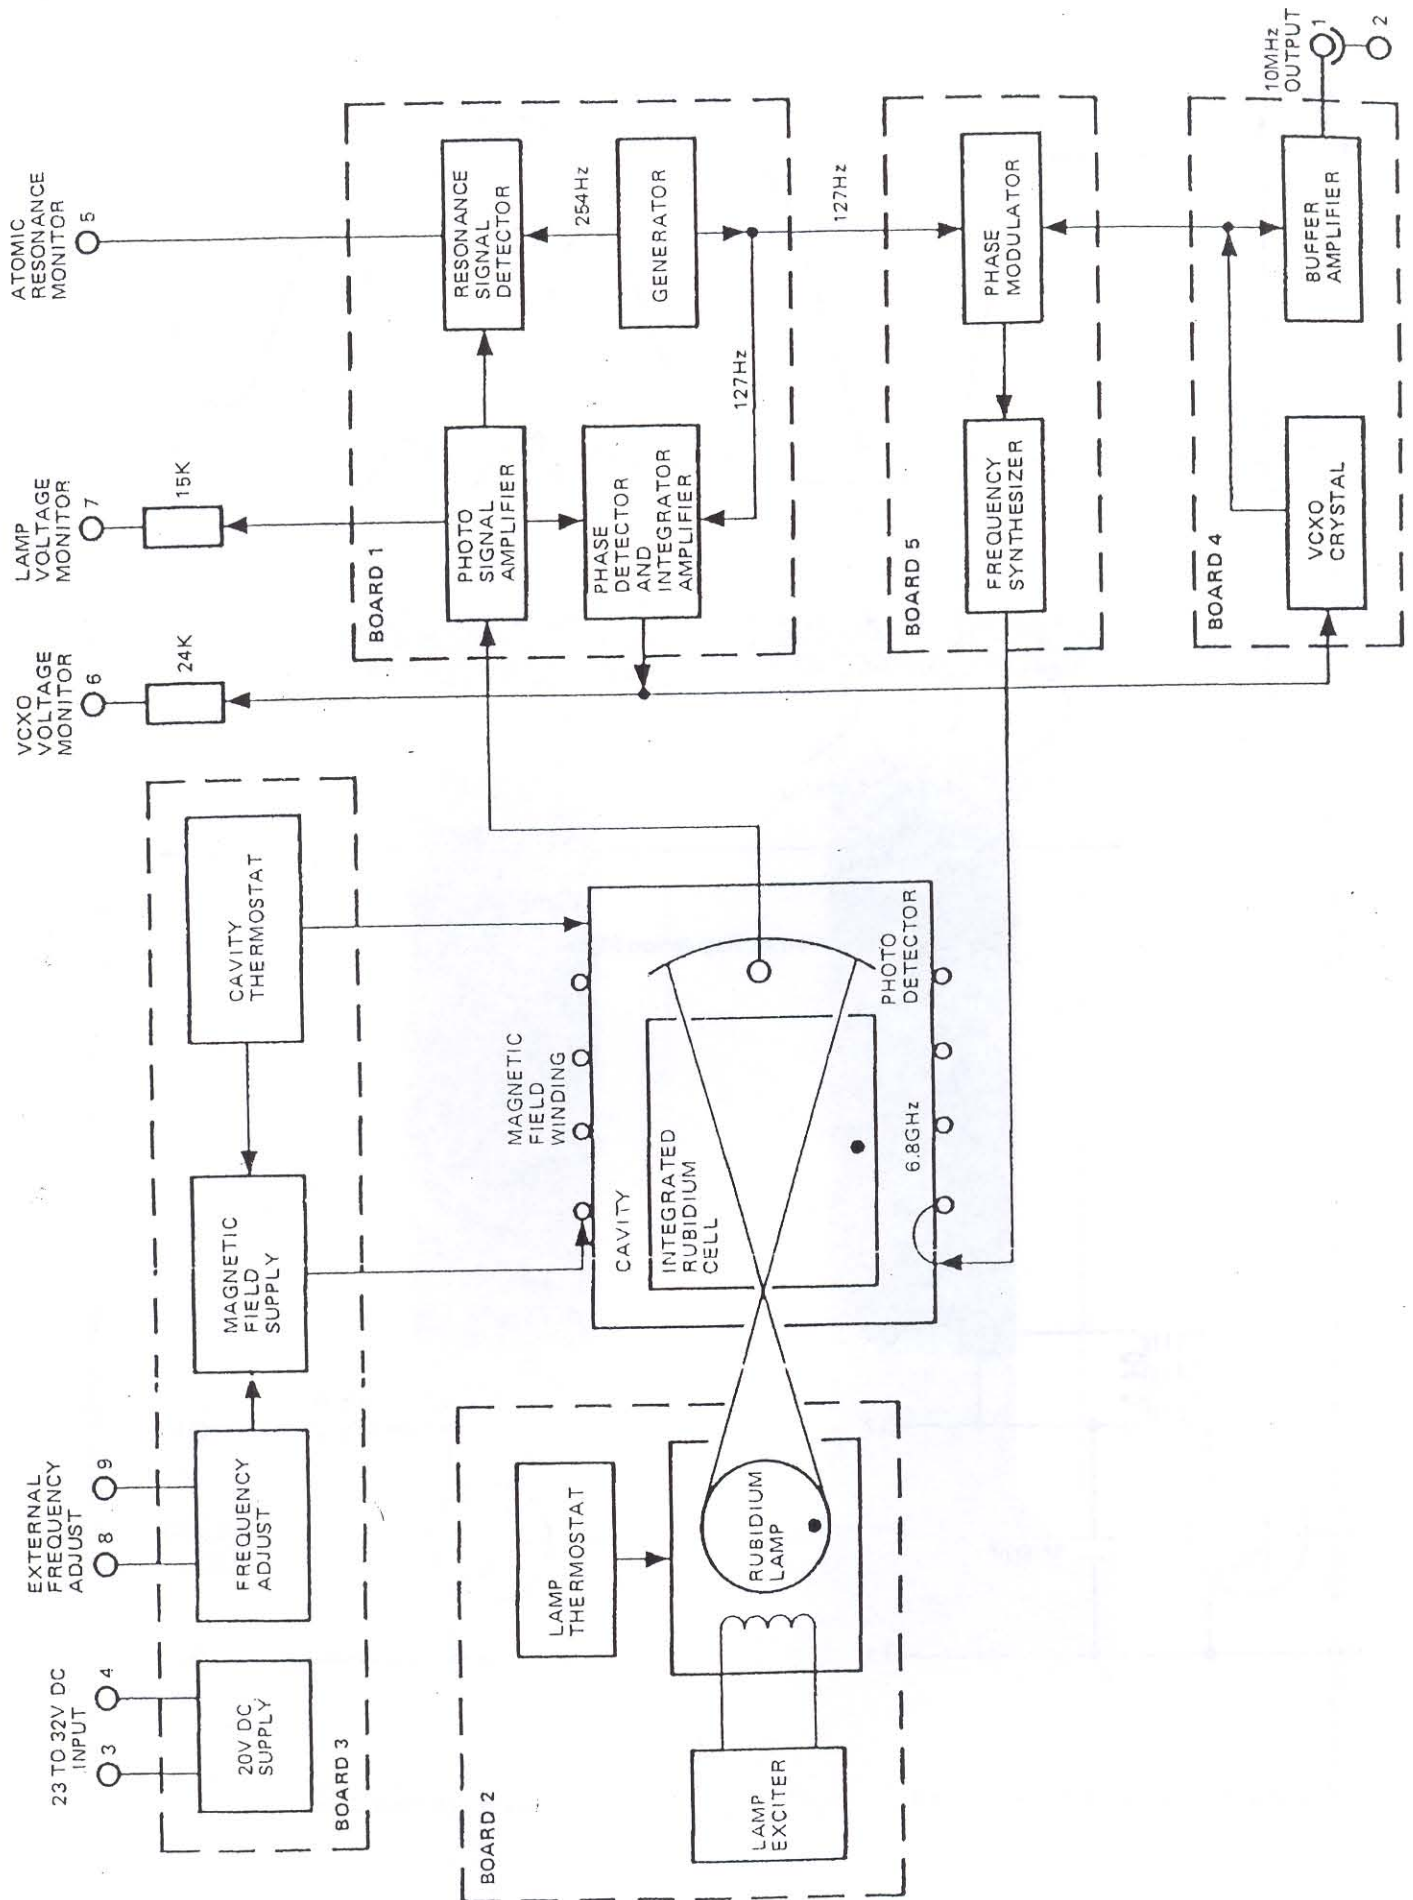 23 TO 32V DC
INPUT
3
4
EXTERNAL
FREQUENCY
ADJUST
8
9
VCXO
VOLTAGE
MONITOR
6
LAMP
VOLTAGE
MONITOR
7
ATOMIC
RESONANCE
MONITOR
5
24K
15K
20V DC
SUPPLY
FREQUENCY
ADJUST
MAGNETIC
FIELD
SUPPLY
CAVITY
THERMOSTAT
BOARD 3
BOARD 1
PHOTO
SIGNAL
AMPLIFIER
RESONANCE
SIGNAL
DETECTOR
254Hz
PHASE
DETECTOR
AND
INTEGRATOR
AMPLIFIER
GENERATOR
127Hz
127Hz
BOARD 2
LAMP
THERMOSTAT
LAMP
EXCITER
RUBIDIUM
LAMP
MAGNETIC
FIELD
WINDING
CAVITY
INTEGRATED
RUBIDIUM
CELL
PHOTO
DETECTOR
6.8GHz
BOARD 5
FREQUENCY
SYNTHESIZER
PHASE
MODULATOR
BOARD 4
VCXO
CRYSTAL
BUFFER
AMPLIFIER
10MHz
OUTPUT
1
2